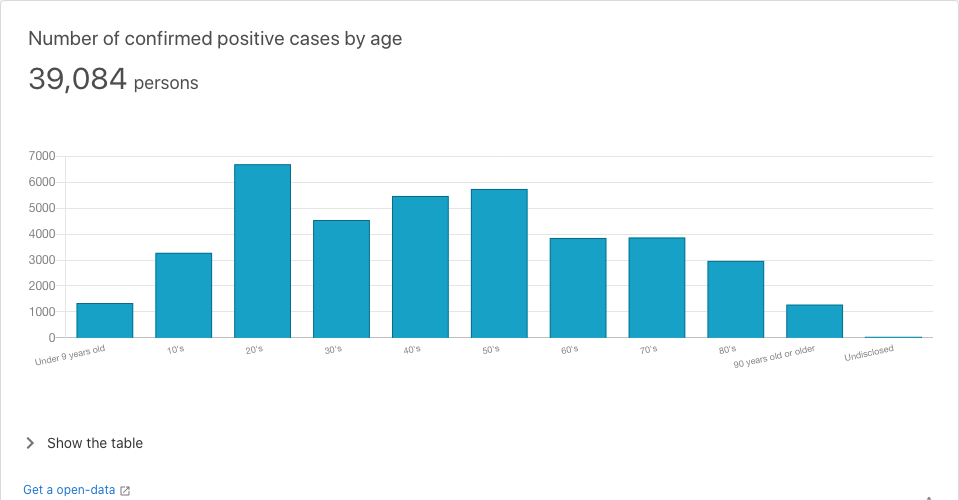 Number of confirmed positive cases by age
39,084 persons
7000
6000
5000
4000
3000
2000
1000
0
Under 9 years old
10's
20's
30's
40's
50's
60's
70's
80's
90 years old or older
Undisclosed
Show the table
Get a open-data